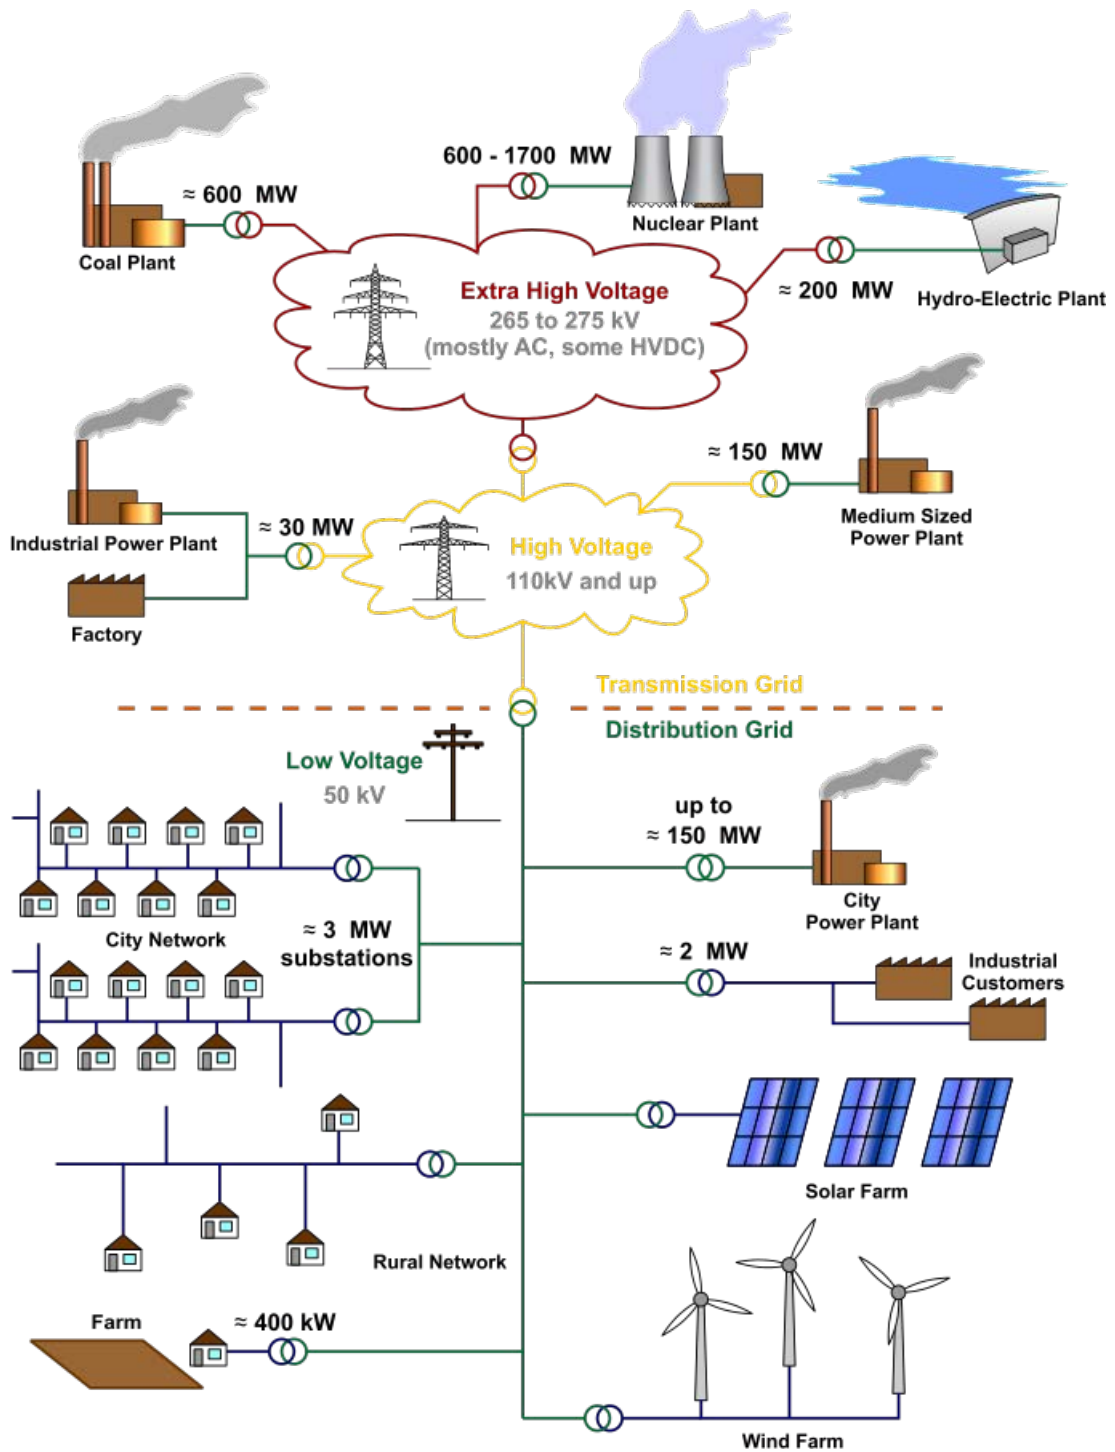 600 - 1700  MW
Nuclear Plant
≈ 600  MW
Coal Plant
≈ 200  MW
Hydro-Electric Plant
Extra High Voltage
265 to 275 kV
(mostly AC, some HVDC)
≈ 150  MW
Medium Sized
Power Plant
Industrial Power Plant
≈ 30 MW
Factory
High Voltage
110kV and up
Transmission Grid
Distribution Grid
Low Voltage
50 kV
up to
≈ 150  MW
City
Power Plant
City Network
≈ 3  MW
substations
≈ 2  MW
Industrial
Customers
Solar Farm
Rural Network
Farm
≈ 400 kW
Wind Farm